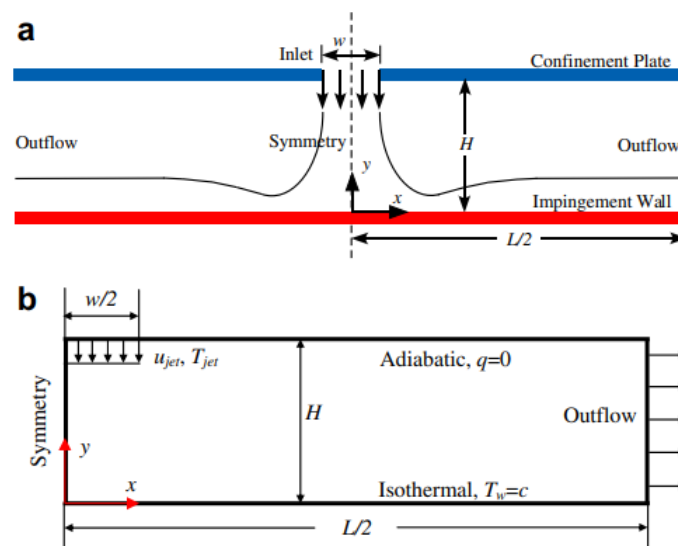 a
Inlet
w
Confinement Plate
Outflow
Symmetry
H
Outflow
y
x
Impingement Wall
L/2
b
w/2
u_jet, T_jet
Adiabatic, q=0
Symmetry
H
Outflow
y
x
Isothermal, T_w=c
L/2